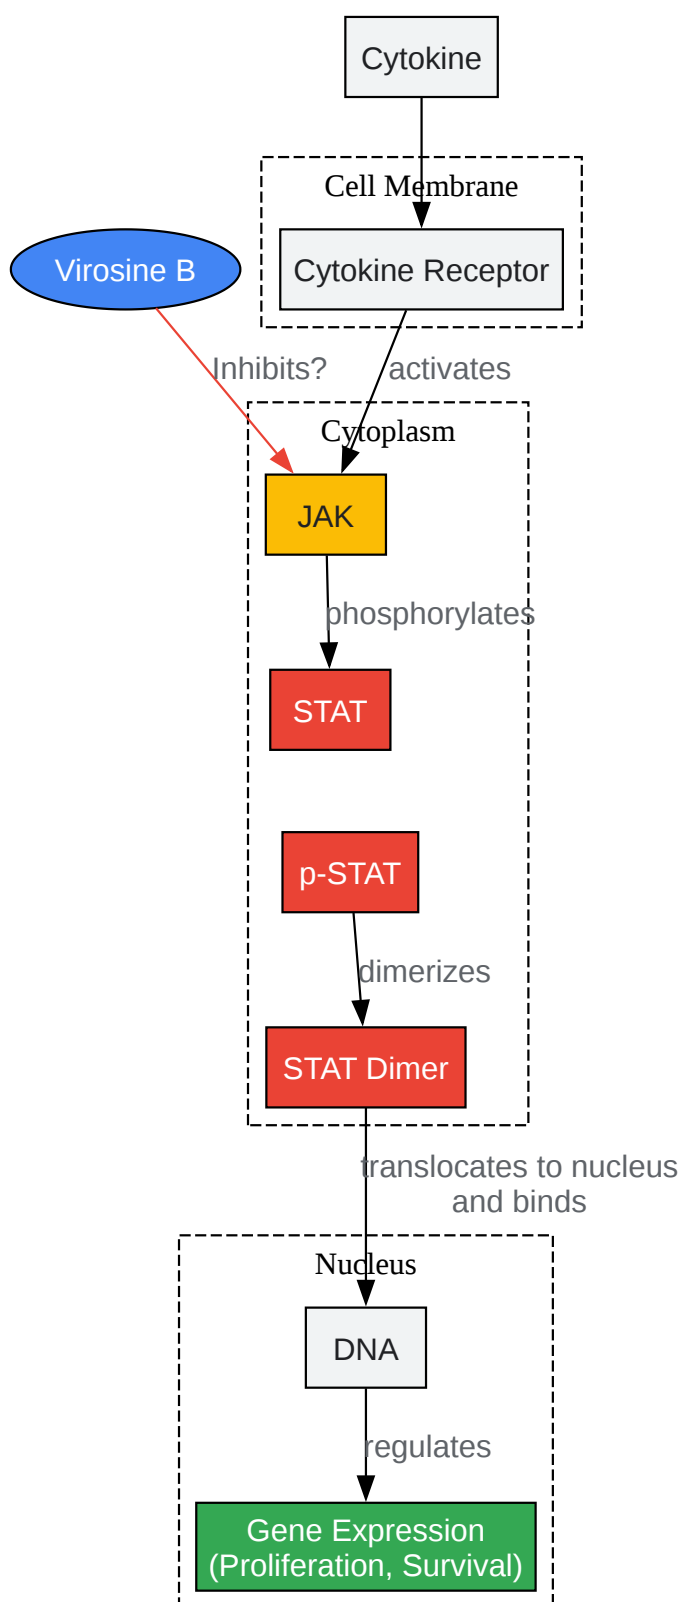 Cytokine
Cell Membrane
Virosine B
Cytokine Receptor
Inhibits?
activates
Cytoplasm
JAK
phosphorylates
STAT
p-STAT
dimerizes
STAT Dimer
translocates to nucleus
and binds
Nucleus
DNA
regulates
Gene Expression
(Proliferation, Survival)